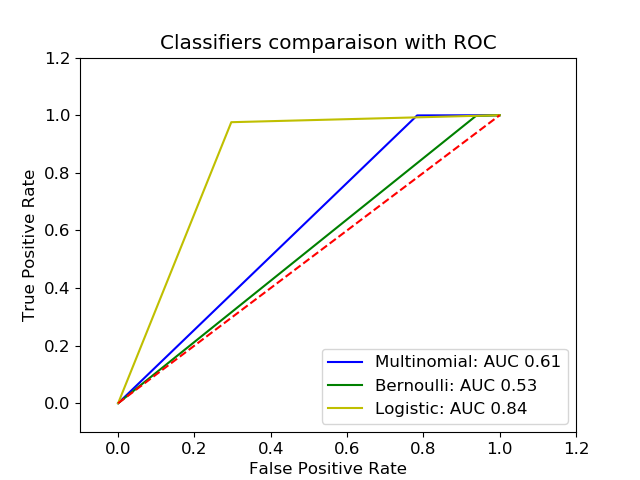 Classifiers comparaison with ROC
1.2
1.0
0.8
0.6
0.4
0.2
0.0
True Positive Rate
Multinomial: AUC 0.61
Bernoulli: AUC 0.53
Logistic: AUC 0.84
0.0 0.2 0.4 0.6 0.8 1.0 1.2
False Positive Rate